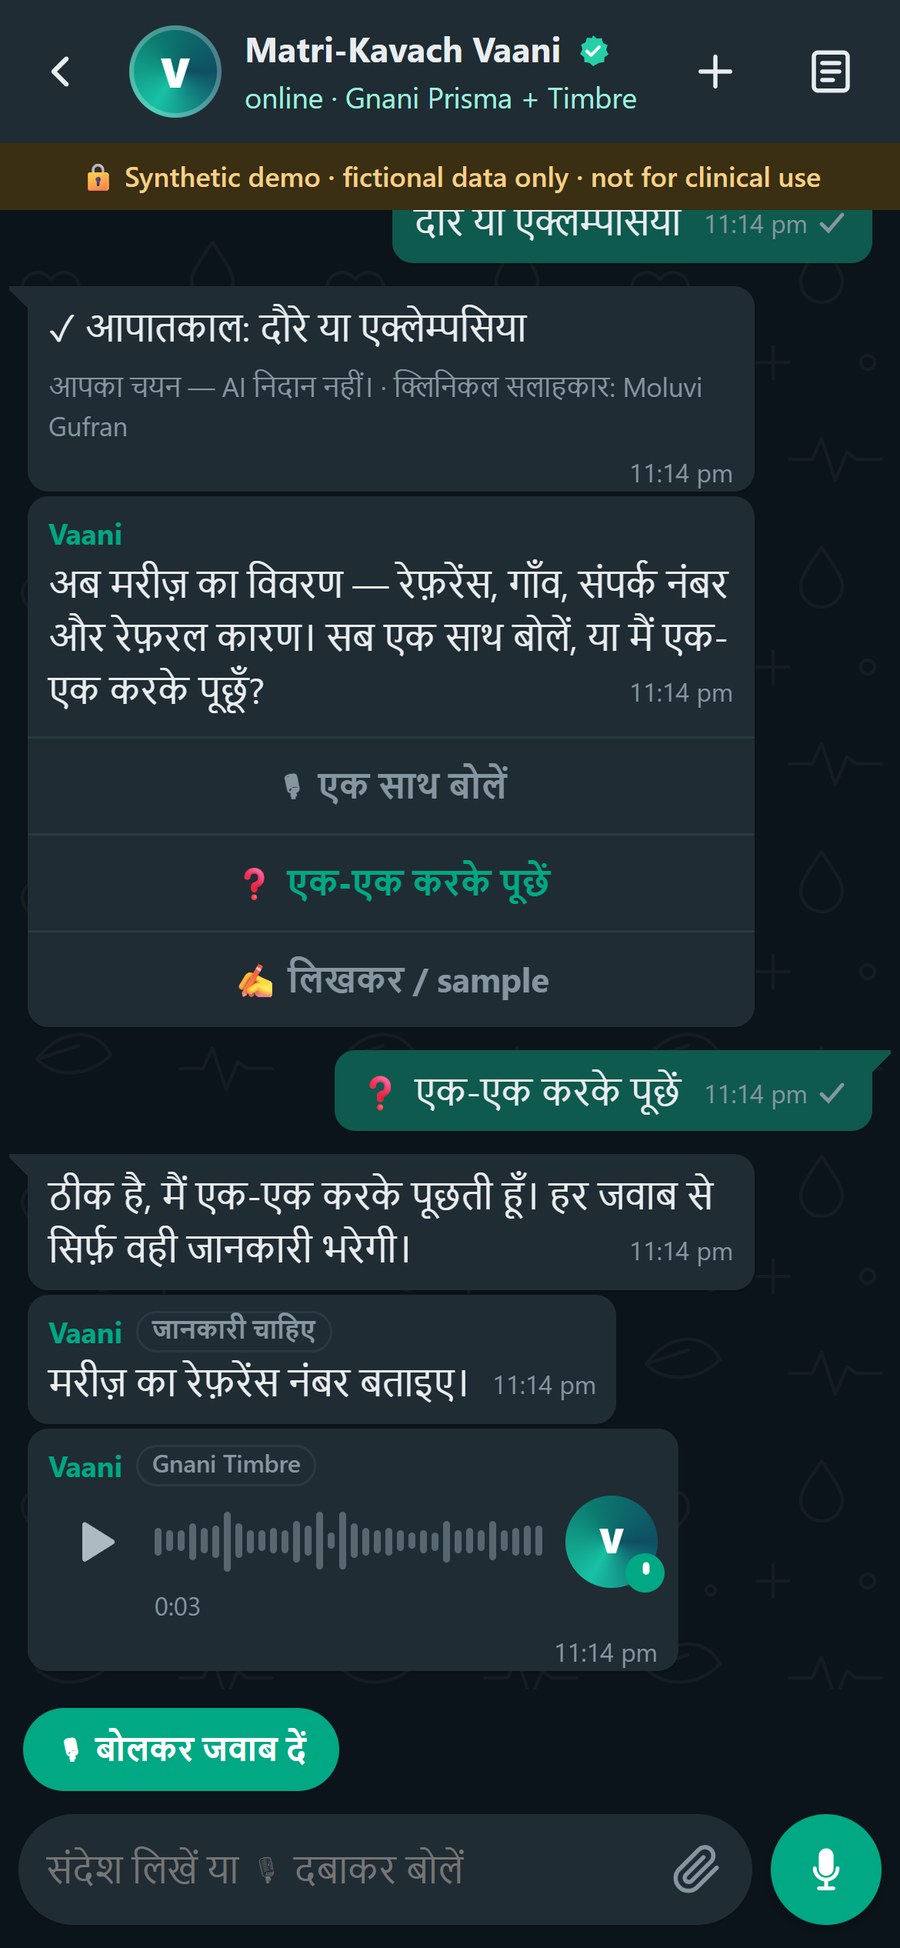 V
Matri-Kavach Vaani
online · Gnani Prisma + Timbre
🔒 Synthetic demo · fictional data only · not for clinical use
दौरे या एक्लेम्पसिया 11:14 pm ✓
✓ आपातकाल: दौरे या एक्लेम्पसिया
आपका चयन — AI निदान नहीं। · क्लिनिकल सलाहकार: Moluvi
Gufran
11:14 pm
Vaani
अब मरीज़ का विवरण — रेफ़रेंस, गाँव, संपर्क नंबर
और रेफ़रल कारण। सब एक साथ बोलें, या मैं एक-
एक करके पूछूँ? 11:14 pm
🎙 एक साथ बोलें
❓ एक-एक करके पूछें
✍️ लिखकर / sample
❓ एक-एक करके पूछें 11:14 pm ✓
ठीक है, मैं एक-एक करके पूछती हूँ। हर जवाब से
सिर्फ़ वही जानकारी भरेगी। 11:14 pm
Vaani जानकारी चाहिए
मरीज़ का रेफ़रेंस नंबर बताइए। 11:14 pm
Vaani Gnani Timbre
V
0:03
11:14 pm
🎙 बोलकर जवाब दें
संदेश लिखें या 🎙 दबाकर बोलें